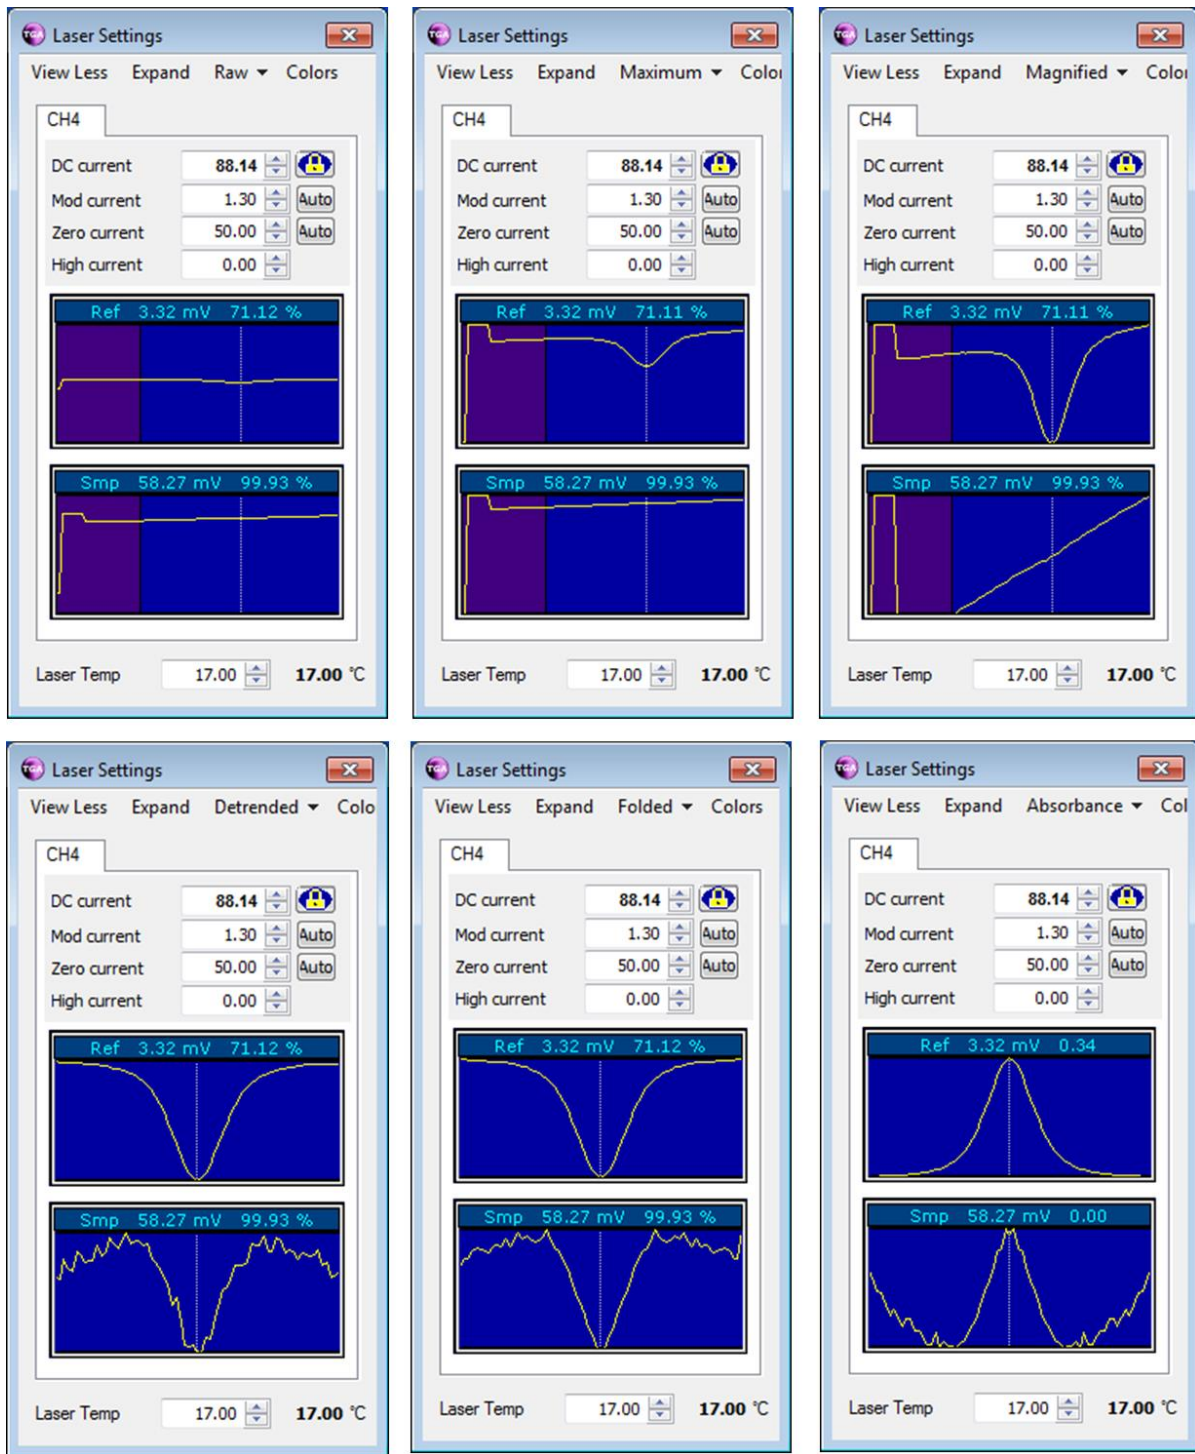 Laser Settings
View Less Expand Raw Colors
CH4
DC current 88.14
Mod current 1.30 Auto
Zero current 50.00 Auto
High current 0.00
Ref 3.32 mV 71.12 %
Smp 58.27 mV 99.93 %
Laser Temp 17.00 17.00 °C
Laser Settings
View Less Expand Maximum Color
CH4
DC current 88.14
Mod current 1.30 Auto
Zero current 50.00 Auto
High current 0.00
Ref 3.32 mV 71.11 %
Smp 58.27 mV 99.93 %
Laser Temp 17.00 17.00 °C
Laser Settings
View Less Expand Magnified Color
CH4
DC current 88.14
Mod current 1.30 Auto
Zero current 50.00 Auto
High current 0.00
Ref 3.32 mV 71.11 %
Smp 58.27 mV 99.93 %
Laser Temp 17.00 17.00 °C
TGA Laser Settings
View Less Expand Detrended Colo
CH4
DC current 88.14
Mod current 1.30 Auto
Zero current 50.00 Auto
High current 0.00
Ref 3.32 mV 71.12 %
Smp 58.27 mV 99.93 %
Laser Temp 17.00 17.00 °C
TGA Laser Settings
View Less Expand Folded Colors
CH4
DC current 88.14
Mod current 1.30 Auto
Zero current 50.00 Auto
High current 0.00
Ref 3.32 mV 71.12 %
Smp 58.27 mV 99.93 %
Laser Temp 17.00 17.00 °C
TGA Laser Settings
View Less Expand Absorbance Col
CH4
DC current 88.14
Mod current 1.30 Auto
Zero current 50.00 Auto
High current 0.00
Ref 3.32 mV 0.34
Smp 58.27 mV 0.00
Laser Temp 17.00 17.00 °C